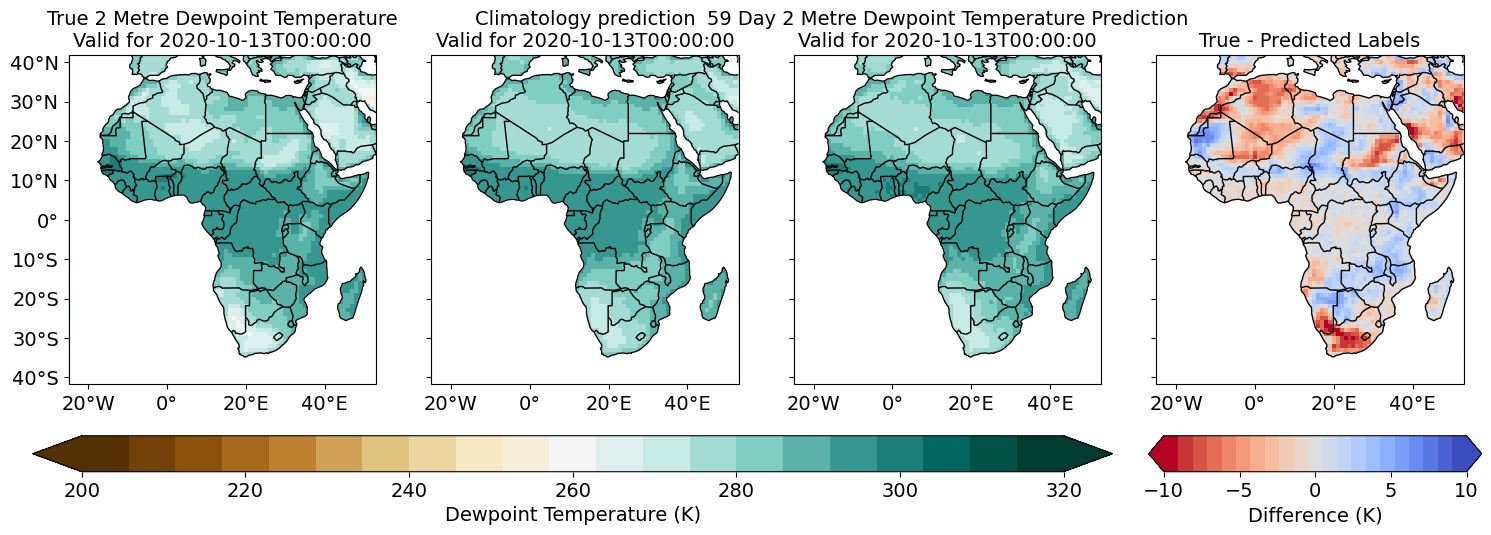 True 2 Metre Dewpoint Temperature
Valid for 2020-10-13T00:00:00
Climatology prediction  59 Day 2 Metre Dewpoint Temperature Prediction
Valid for 2020-10-13T00:00:00
Valid for 2020-10-13T00:00:00
True - Predicted Labels
40°N
30°N
20°N
10°N
0°
10°S
20°S
30°S
40°S
20°W 0° 20°E 40°E
20°W 0° 20°E 40°E
20°W 0° 20°E 40°E
20°W 0° 20°E 40°E
200 220 240 260 280 300 320
Dewpoint Temperature (K)
−10 −5 0 5 10
Difference (K)